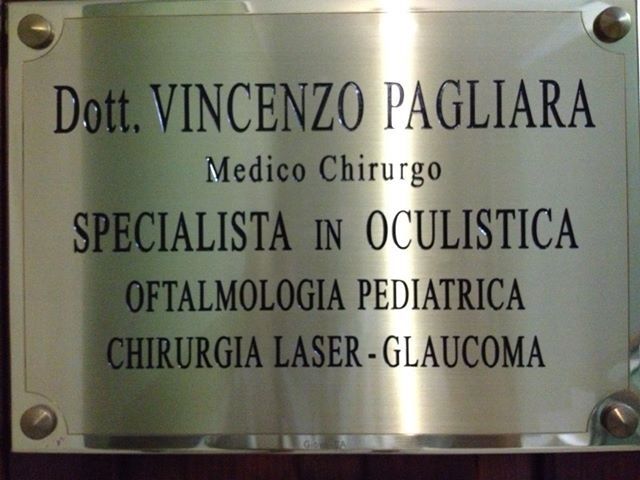 Dott. VINCENZO PAGLIARA
Medico Chirurgo
SPECIALISTA IN OCULISTICA
OFTALMOLOGIA PEDIATRICA
CHIRURGIA LASER - GLAUCOMA